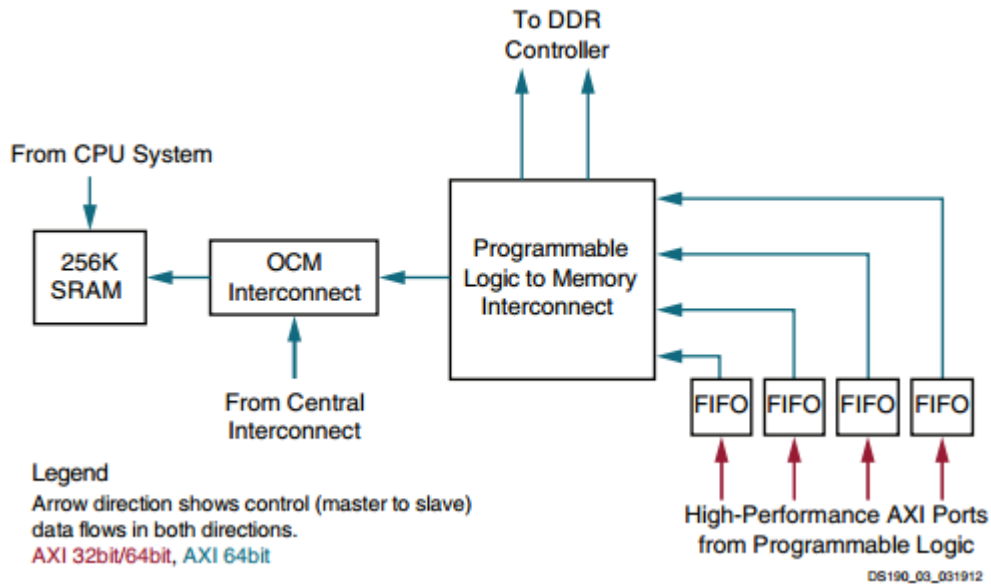 To DDR
Controller
From CPU System
256K
SRAM
OCM
Interconnect
Programmable
Logic to Memory
Interconnect
From Central
Interconnect
FIFO
FIFO
FIFO
FIFO
High-Performance AXI Ports
from Programmable Logic
Legend
Arrow direction shows control (master to slave)
data flows in both directions.
AXI 32bit/64bit, AXI 64bit
DS190_03_031912